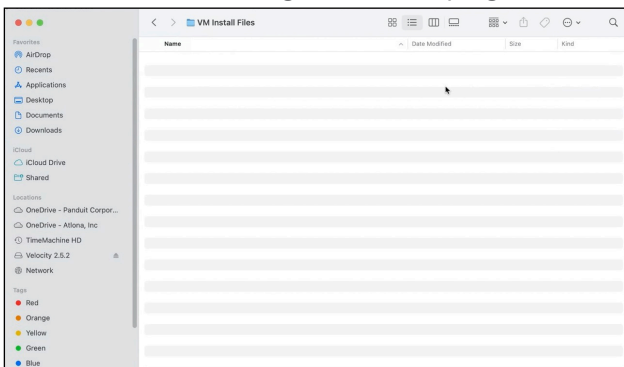 VM Install Files
Name
Date Modified
Size
Kind
Favorites
AirDrop
Recents
Applications
Desktop
Documents
Downloads
iCloud
iCloud Drive
Shared
Locations
OneDrive - Panduit Corpor...
OneDrive - Atlona, Inc
TimeMachine HD
Velocity 2.5.2
Network
Tags
Red
Orange
Yellow
Green
Blue